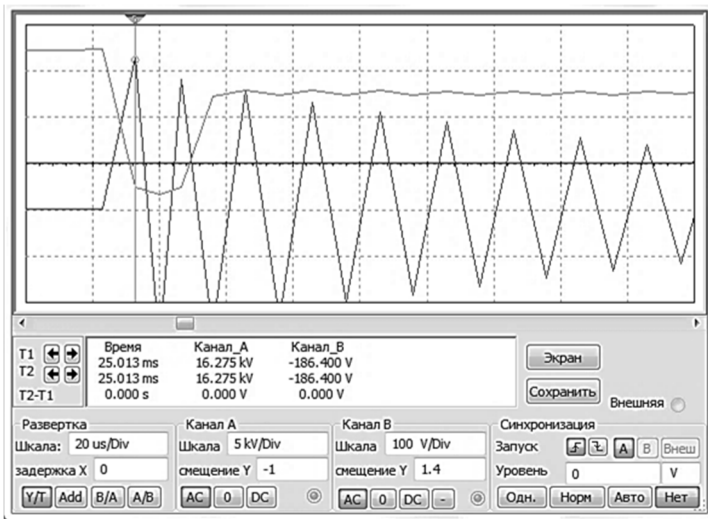 Время Канал_A Канал_B
T1 25.013 ms 16.275 kV -186.400 V
T2 25.013 ms 16.275 kV -186.400 V
T2-T1 0.000 s 0.000 V 0.000 V
Экран
Сохранить
Внешняя
Развертка
Шкала: 20 us/Div
задержка X 0
Y/T Add B/A A/B
Канал A
Шкала 5 kV/Div
смещение Y -1
AC 0 DC
Канал B
Шкала 100 V/Div
смещение Y 1.4
AC 0 DC -
Синхронизация
Запуск A B Внеш
Уровень 0 V
Одн. Норм Авто Нет